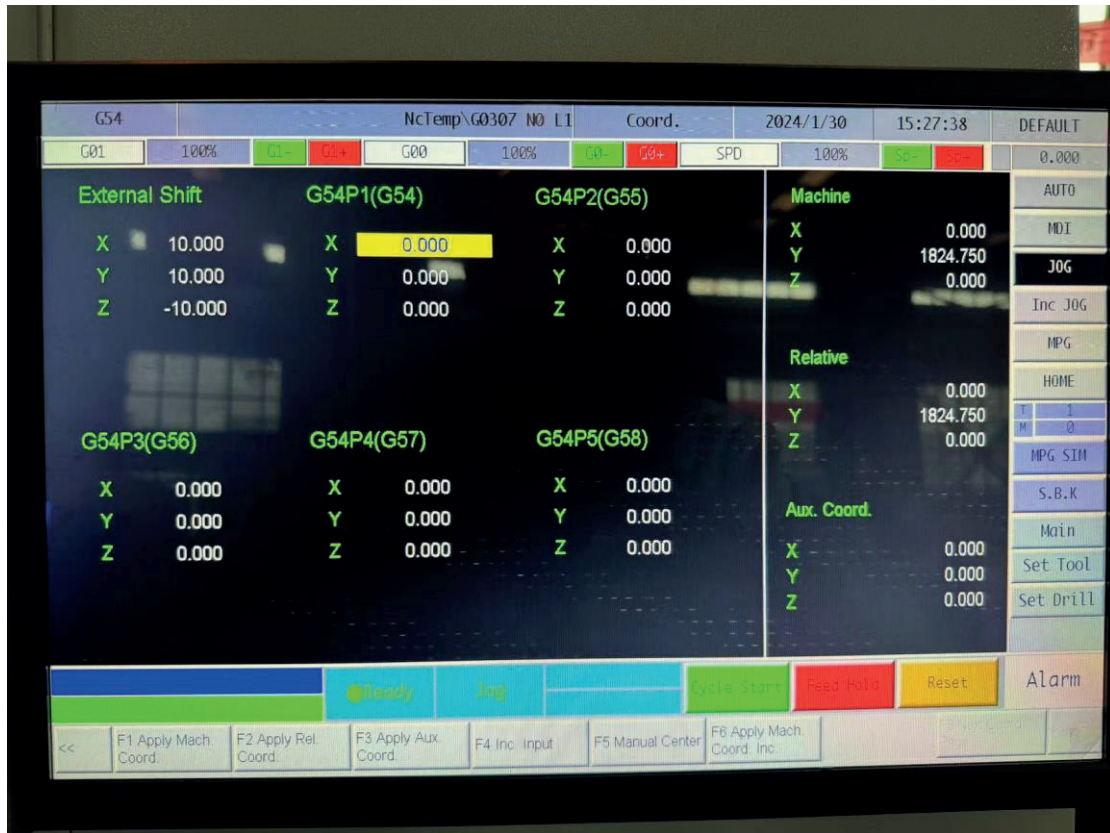 G54 NcTemp\G0307 N0 L1 Coord. 2024/1/30 15:27:38 DEFAULT
G01 100% G1- G1+ G00 100% G0- G0+ SPD 100% Sp- Sp+ 0.000
External Shift G54P1(G54) G54P2(G55)
X 10.000 X 0.000 X 0.000
Y 10.000 Y 0.000 Y 0.000
Z -10.000 Z 0.000 Z 0.000
G54P3(G56) G54P4(G57) G54P5(G58)
X 0.000 X 0.000 X 0.000
Y 0.000 Y 0.000 Y 0.000
Z 0.000 Z 0.000 Z 0.000
Machine
X 0.000
Y 1824.750
Z 0.000
Relative
X 0.000
Y 1824.750
Z 0.000
Aux. Coord.
X 0.000
Y 0.000
Z 0.000
AUTO
MDI
JOG
Inc JOG
MPG
HOME
T 1
M 0
MPG SIM
S.B.K
Main
Set Tool
Set Drill
Ready Jog Cycle Start Feed Hold Reset Alarm
<< F1 Apply Mach. F2 Apply Rel. F3 Apply Aux. F4 Inc. Input F5 Manual Center F6 Apply Mach.
Coord. Coord. Coord. Coord. Inc.